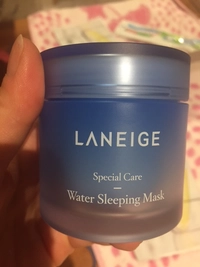 LANEIGE
Special Care
Water Sleeping Mask